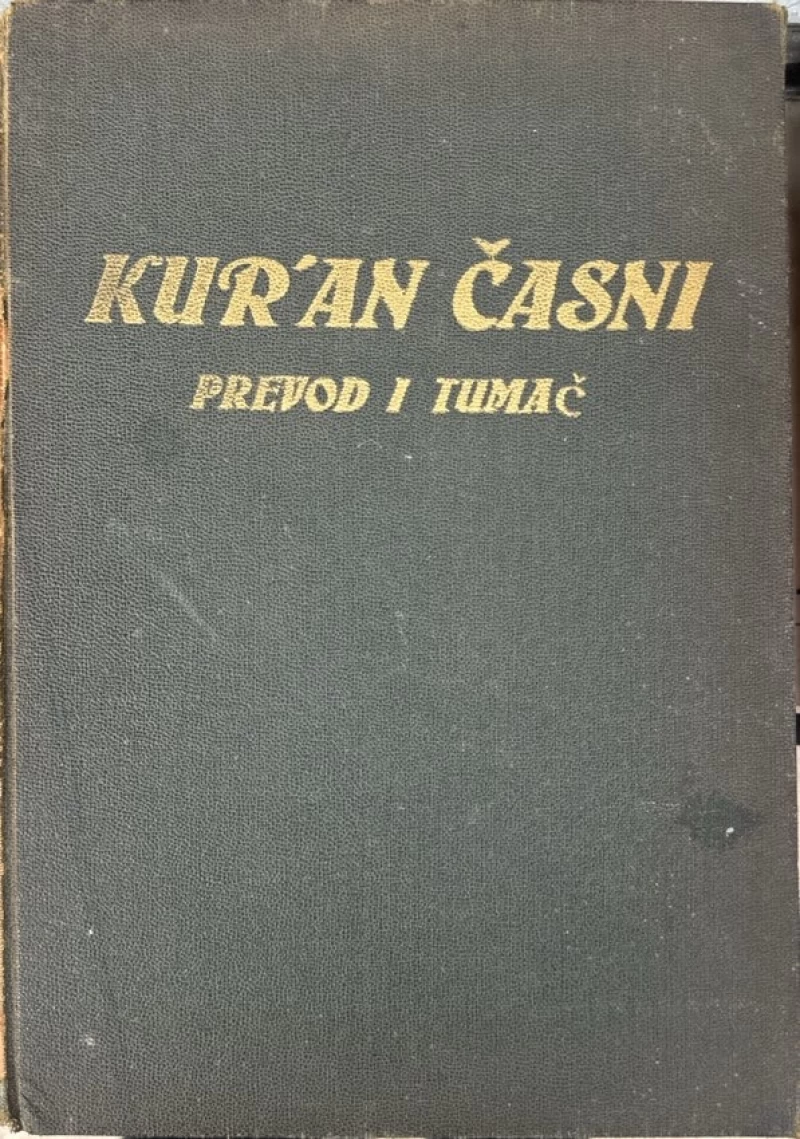 KUR'AN ČASNI
PREVOD I TUMAČ